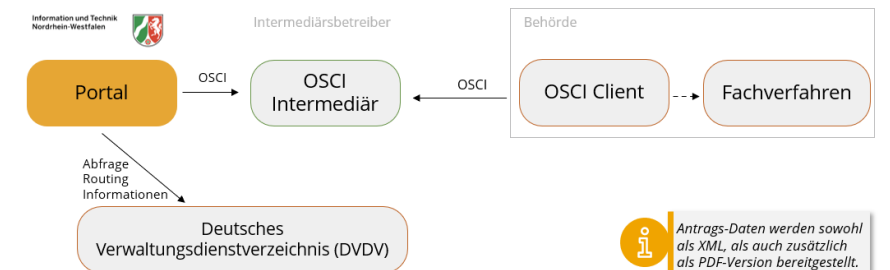 Information und Technik
Nordrhein-Westfalen
Intermediärsbetreiber
Behörde
Portal
OSCI
OSCI
Intermediär
OSCI
OSCI Client
Fachverfahren
Abfrage
Routing
Informationen
Deutsches
Verwaltungsdienstverzeichnis (DVDV)
Antrags-Daten werden sowohl
als XML, als auch zusätzlich
als PDF-Version bereitgestellt.